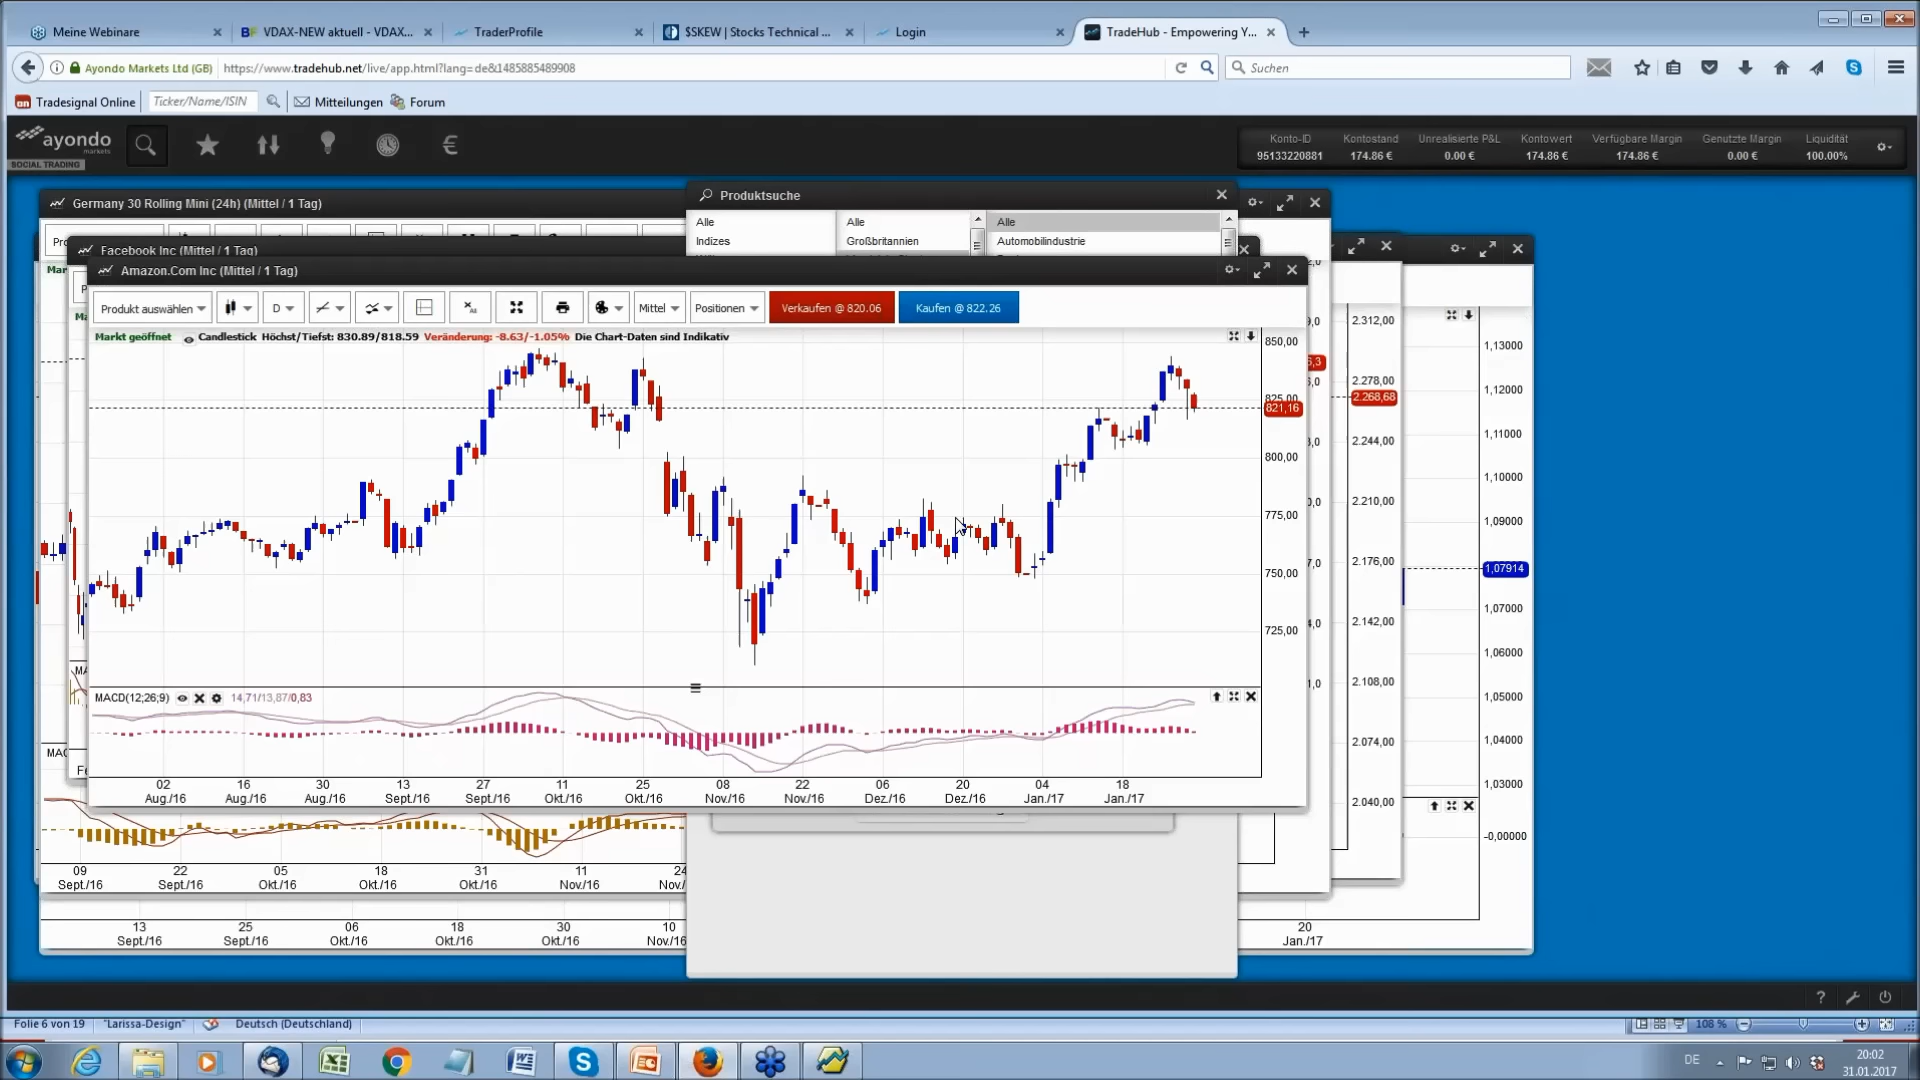 Meine Webinare
VDAX-NEW aktuell - VDAX...
TraderProfile
$SKEW | Stocks Technical ...
Login
TradeHub - Empowering Y...
Ayondo Markets Ltd (GB)
https://www.tradehub.net/live/app.html?lang=de&1485885489908
Suchen
Tradesignal Online
Ticker/Name/ISIN
Mitteilungen
Forum
ayondo
markets
SOCIAL TRADING
Konto-ID Kontostand Unrealisierte P&L Kontowert Verfügbare Margin Genutzte Margin Liquidität
95133220881 174.86 € 0.00 € 174.86 € 174.86 € 0.00 € 100.00%
Produktsuche
Germany 30 Rolling Mini (24h) (Mittel / 1 Tag)
Alle Alle Alle
Indizes Großbritannien Automobilindustrie
Facebook Inc (Mittel / 1 Tag)
Amazon.Com Inc (Mittel / 1 Tag)
Produkt auswählen
D
Mittel
Positionen
Verkaufen @ 820.06
Kaufen @ 822.26
Markt geöffnet
Candlestick Höchst/Tiefst: 830.89/818.59 Veränderung: -8.63/-1.05% Die Chart-Daten sind Indikativ
850,00
825,00
821,16
800,00
775,00
750,00
725,00
2.312,00
2.278,00
2.268,68
2.244,00
2.210,00
2.176,00
2.142,00
2.108,00
2.074,00
2.040,00
1,13000
1,12000
1,11000
1,10000
1,09000
1,07914
1,07000
1,06000
1,05000
1,04000
1,03000
-0,00000
MACD(12;26;9) 14,71/13,87/0,83
02 16 30 13 27 11 25 08 22 06 20 04 18
Aug./16 Aug./16 Aug./16 Sept./16 Sept./16 Okt./16 Okt./16 Nov./16 Nov./16 Dez./16 Dez./16 Jan./17 Jan./17
09 22 05 18 31 11 24
Sept./16 Sept./16 Okt./16 Okt./16 Okt./16 Nov./16 Nov./
13 25 06 18 30 10 20
Sept./16 Sept./16 Okt./16 Okt./16 Okt./16 Nov./16 Jan./17
Folie 6 von 19
"Larissa-Design"
Deutsch (Deutschland)
108 %
DE
20:02
31.01.2017